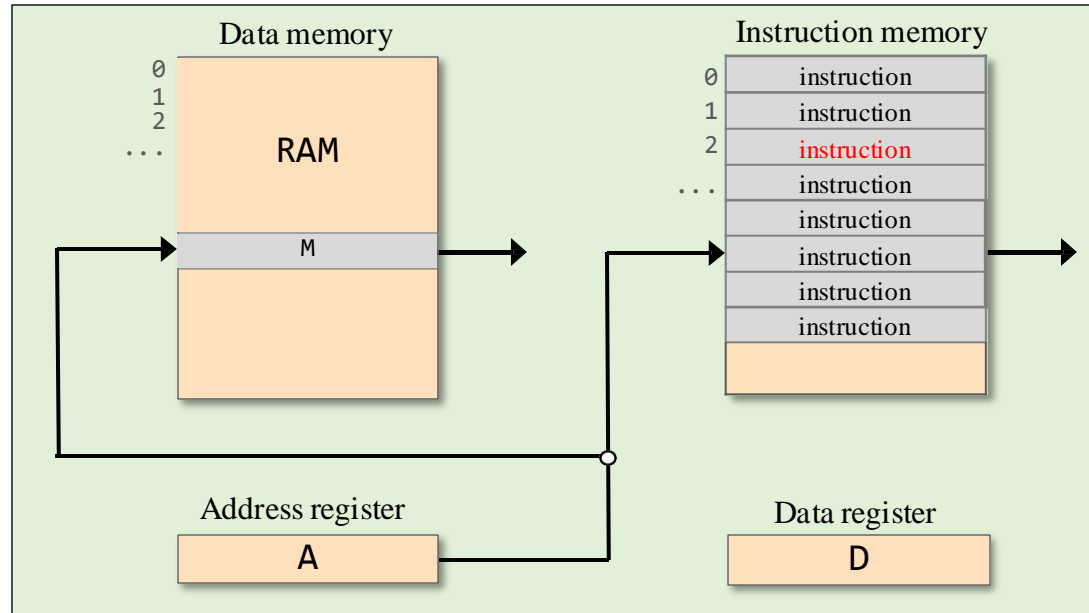 Data memory
0
1
2
...
RAM
M
Instruction memory
0
1
2
...
instruction
instruction
instruction
instruction
instruction
instruction
instruction
instruction
Address register
A
Data register
D